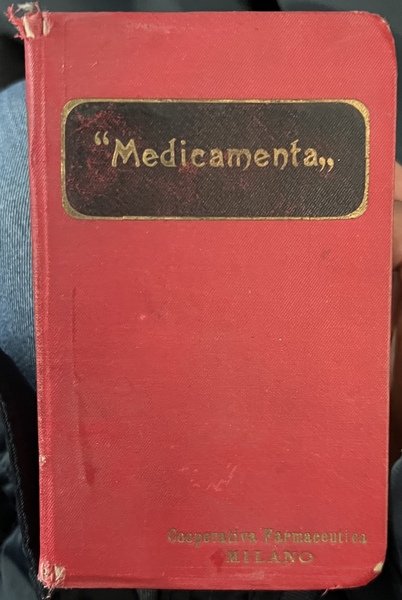 “Medicamenta„
Cooperativa Farmaceutica
MILANO